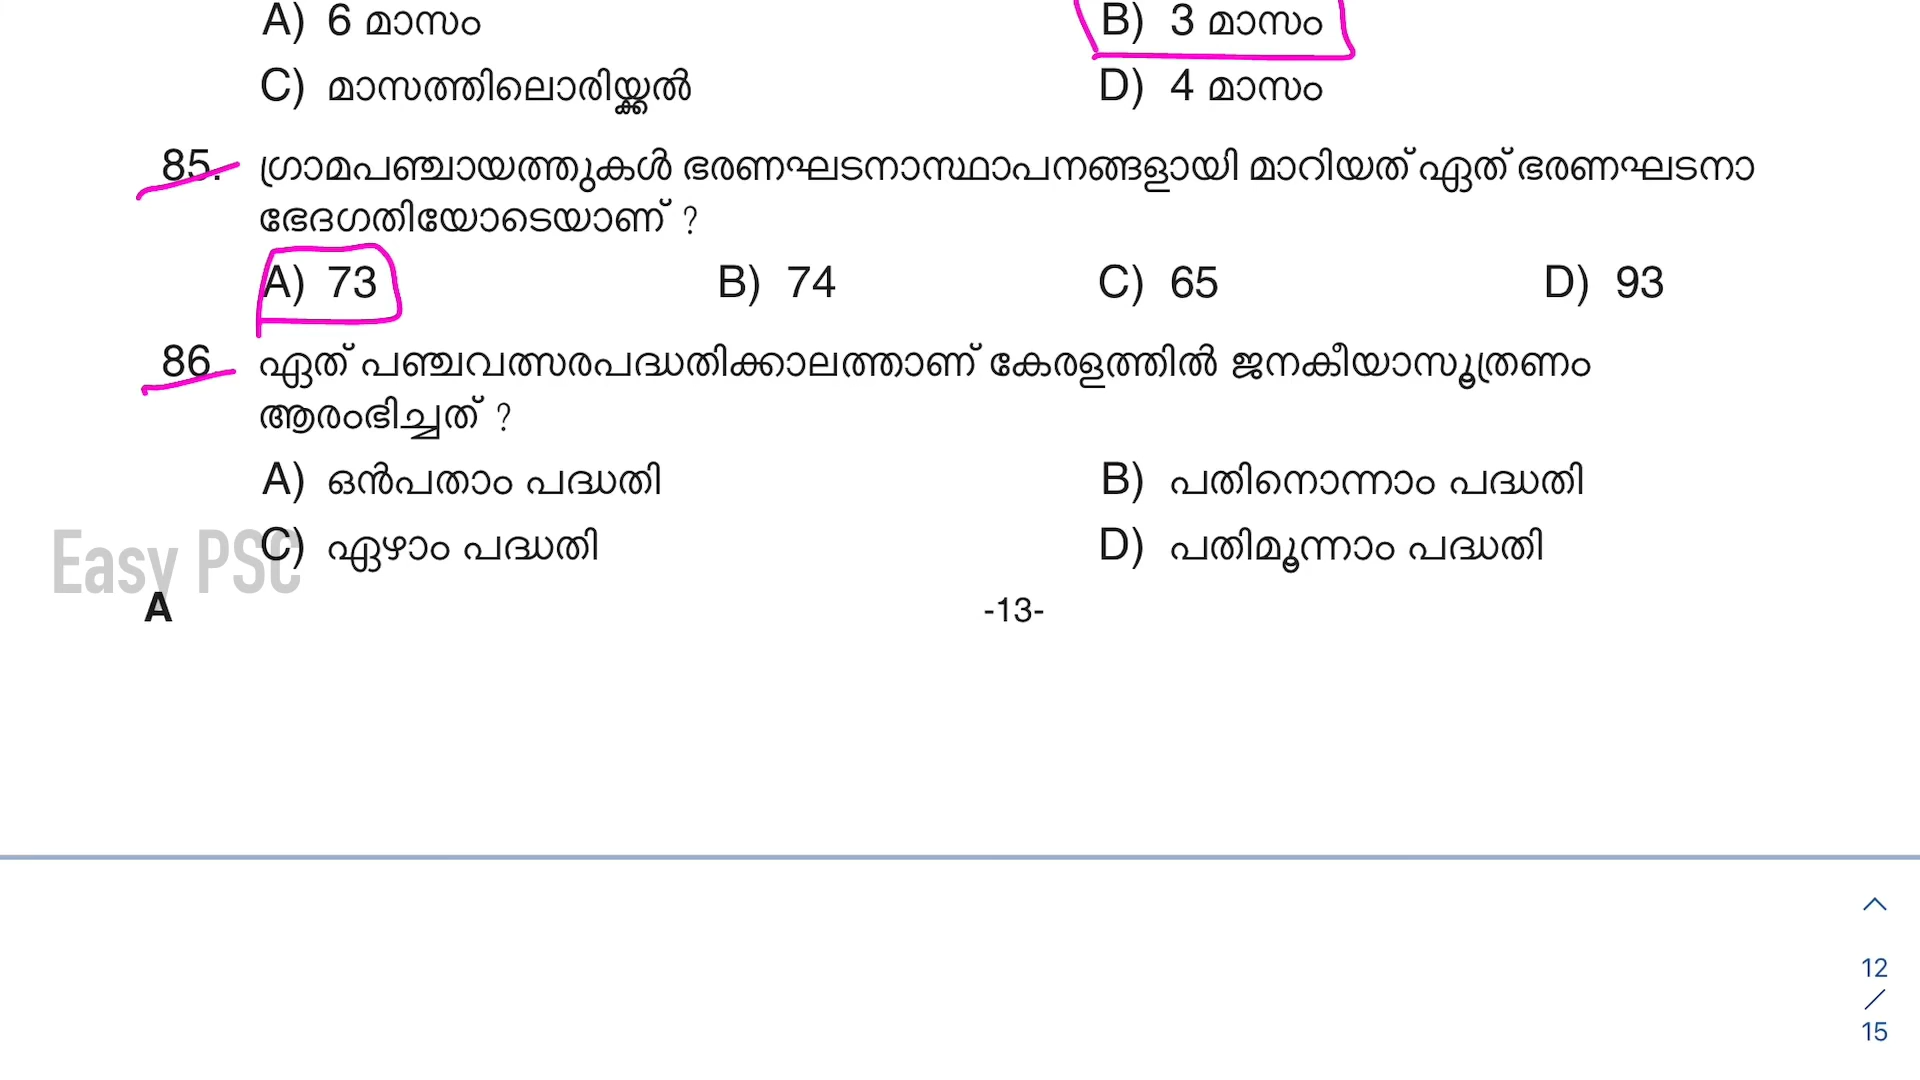 A) 6 മാസം B) 3 മാസം
C) മാസത്തിലൊരിയ്ക്കൽ D) 4 മാസം
85. ഗ്രാമപഞ്ചായത്തുകൾ ഭരണഘടനാസ്ഥാപനങ്ങളായി മാറിയത് ഏത് ഭരണഘടനാ
ഭേദഗതിയോടെയാണ് ?
A) 73 B) 74 C) 65 D) 93
86. ഏത് പഞ്ചവത്സരപദ്ധതിക്കാലത്താണ് കേരളത്തിൽ ജനകീയാസൂത്രണം
ആരംഭിച്ചത് ?
A) ഒൻപതാം പദ്ധതി B) പതിനൊന്നാം പദ്ധതി
C) ഏഴാം പദ്ധതി D) പതിമൂന്നാം പദ്ധതി
Easy PSC
A -13-
12
/
15